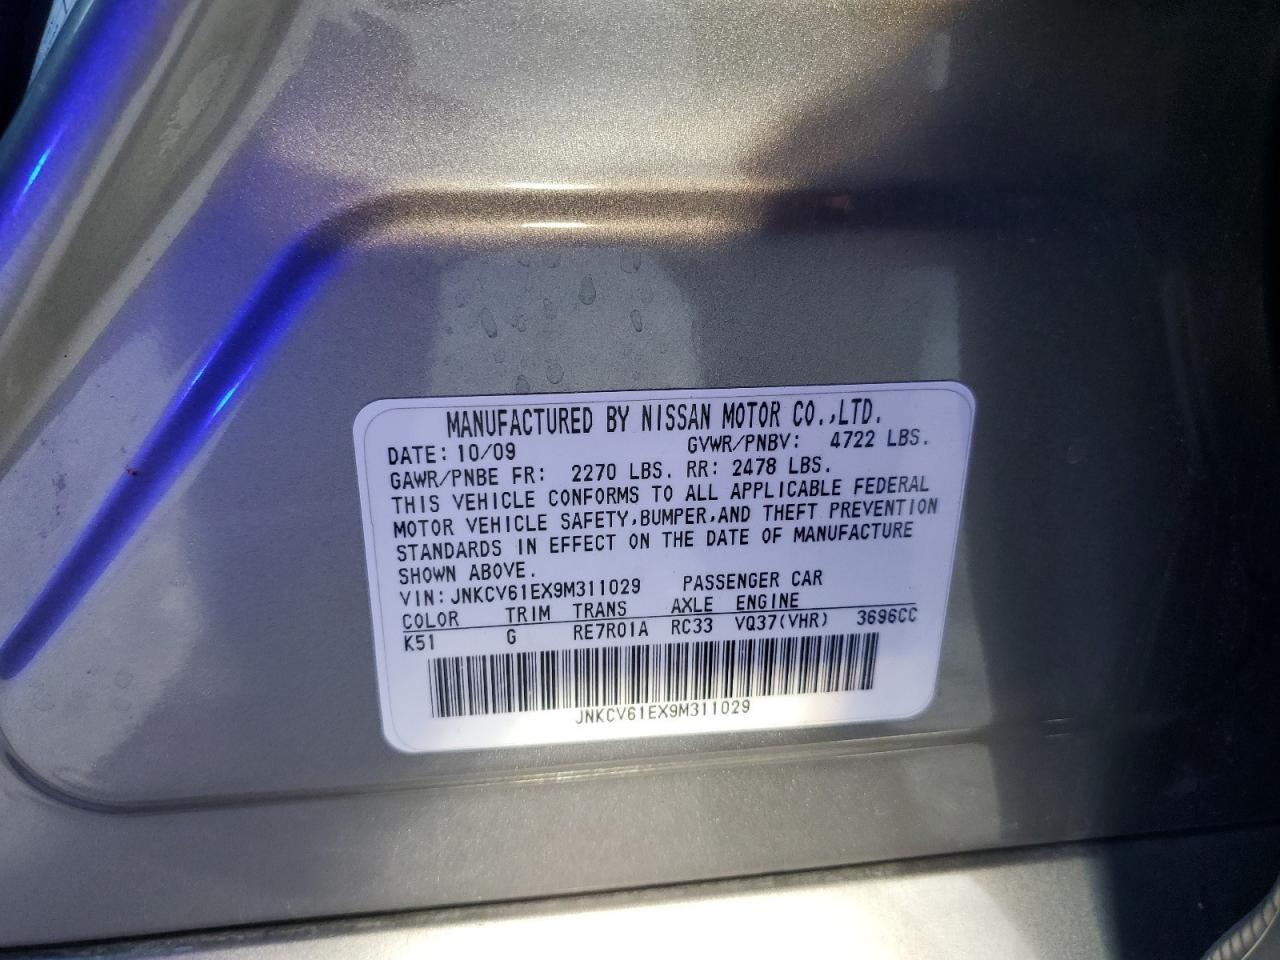 MANUFACTURED BY NISSAN MOTOR CO.,LTD.
DATE: 10/09 GVWR/PNBV: 4722 LBS.
GAWR/PNBE FR: 2270 LBS. RR: 2478 LBS.
THIS VEHICLE CONFORMS TO ALL APPLICABLE FEDERAL
MOTOR VEHICLE SAFETY,BUMPER,AND THEFT PREVENTION
STANDARDS IN EFFECT ON THE DATE OF MANUFACTURE
SHOWN ABOVE.
VIN: JNKCV61EX9M311029 PASSENGER CAR
COLOR TRIM TRANS AXLE ENGINE
K51 G RE7R01A RC33 VQ37(VHR) 3696CC
JNKCV61EX9M311029